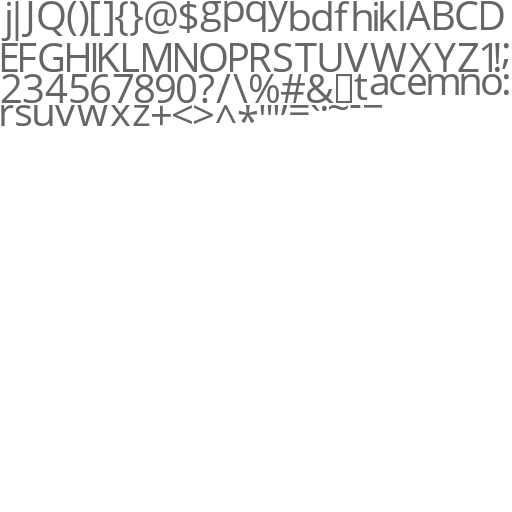 j|JQ()[]{}@$gpqybdfhiklABCD
EFGHIKLMNOPRSTUVWXYZ1!;
234567890?/\%#&▯tacemno:
rsuvwxz+<>^*"',=`.~-_